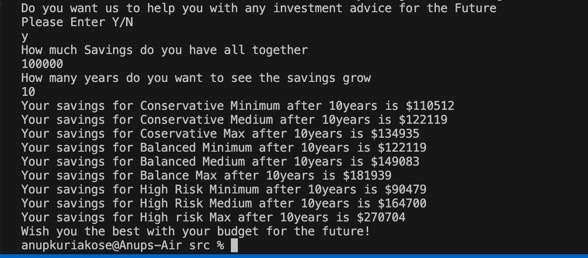 Do you want us to help you with any investment advice for the Future
Please Enter Y/N
y
How much Savings do you have all together
100000
How many years do you want to see the savings grow
10
Your savings for Conservative Minimum after 10years is $110512
Your savings for Conservative Medium after 10years is $122119
Your savings for Coservative Max after 10years is $134935
Your savings for Balanced Minimum after 10years is $122119
Your savings for Balanced Medium after 10years is $149083
Your savings for Balance Max after 10years is $181939
Your savings for High Risk Minimum after 10years is $90479
Your savings for High Risk Medium after 10years is $164700
Your savings for High risk Max after 10years is $270704
Wish you the best with your budget for the future!
anupkuriakose@Anups-Air src %